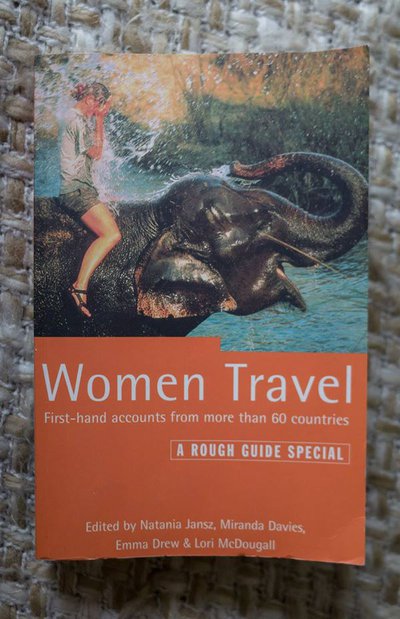 Women Travel
First-hand accounts from more than 60 countries
A ROUGH GUIDE SPECIAL
Edited by Natania Jansz, Miranda Davies,
Emma Drew & Lori McDougall